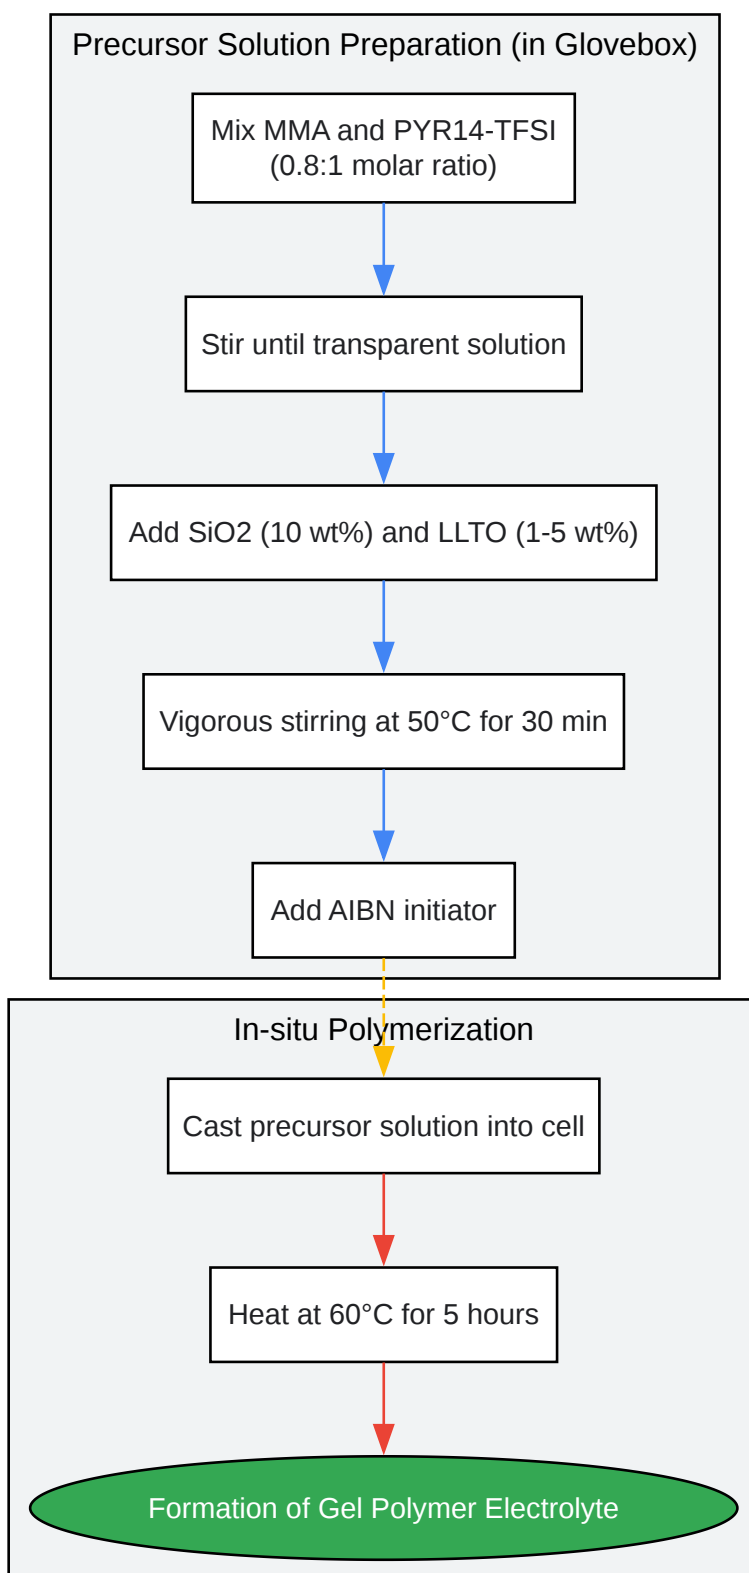 Precursor Solution Preparation (in Glovebox)
Mix MMA and PYR14-TFSI
(0.8:1 molar ratio)
Stir until transparent solution
Add SiO2 (10 wt%) and LLTO (1-5 wt%)
Vigorous stirring at 50°C for 30 min
Add AIBN initiator
In-situ Polymerization
Cast precursor solution into cell
Heat at 60°C for 5 hours
Formation of Gel Polymer Electrolyte